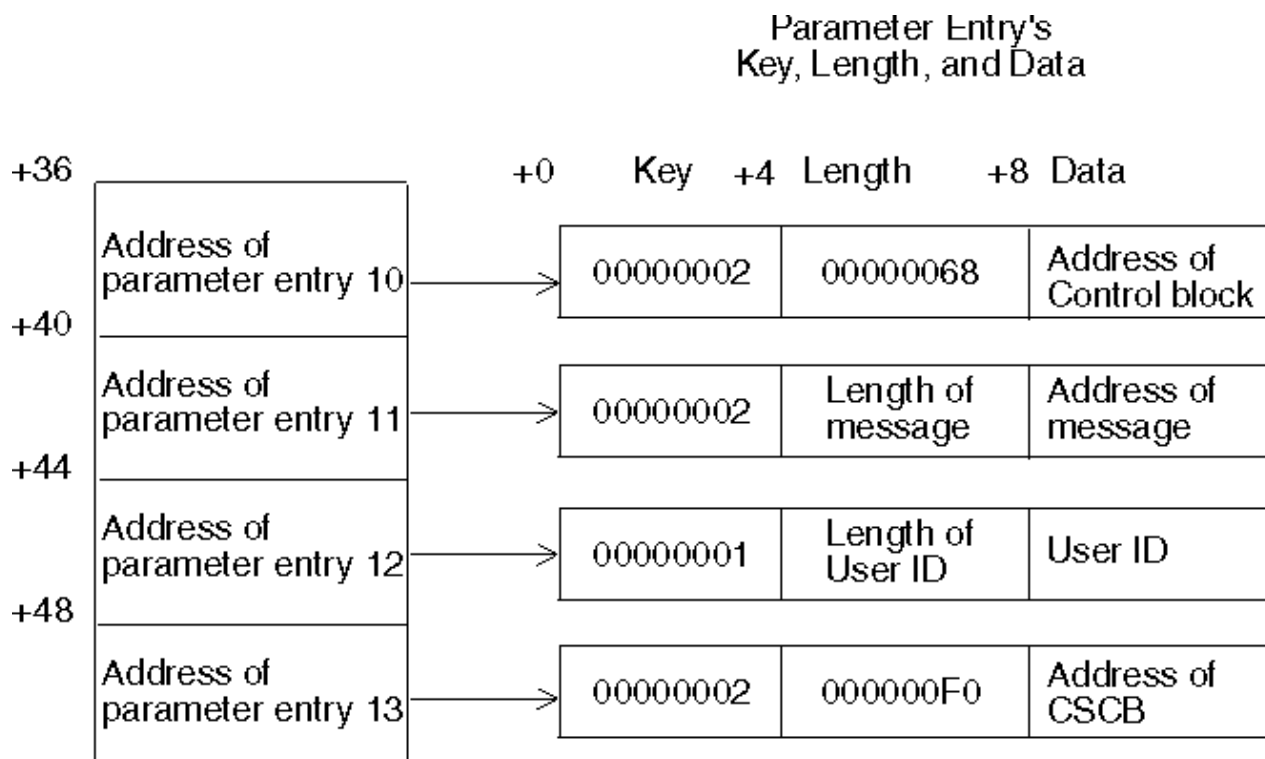 Parameter Entry's
Key, Length, and Data
+36
+0 Key +4 Length +8 Data
Address of
parameter entry 10
00000002
00000068
Address of
Control block
+40
Address of
parameter entry 11
00000002
Length of
message
Address of
message
+44
Address of
parameter entry 12
00000001
Length of
User ID
User ID
+48
Address of
parameter entry 13
00000002
000000F0
Address of
CSCB